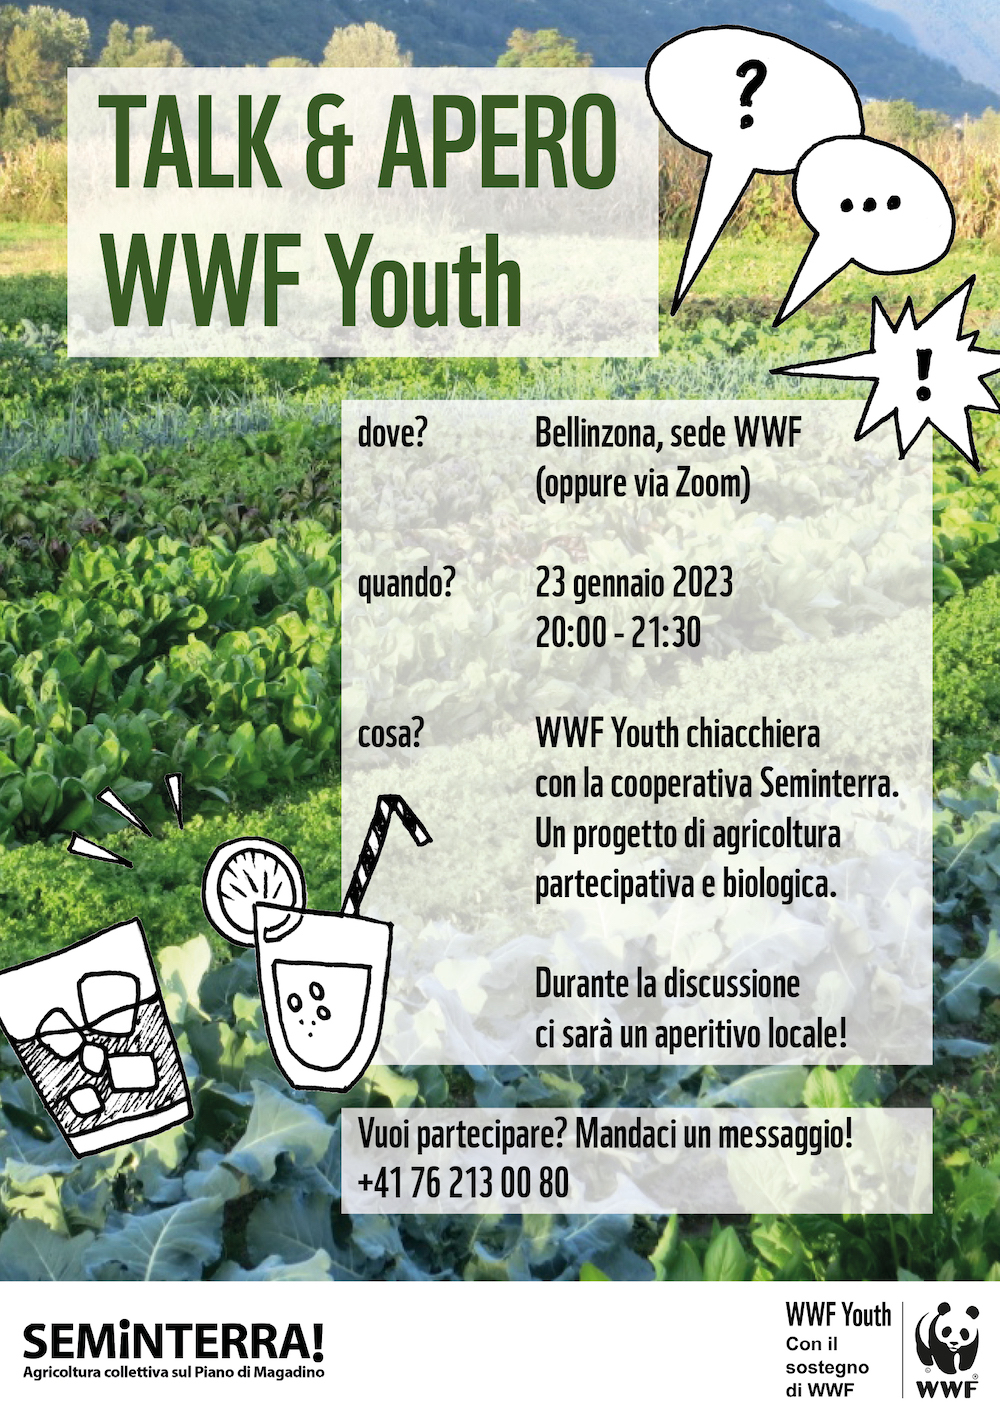 TALK & APERO
WWF Youth
?
...
!
dove?
Bellinzona, sede WWF
(oppure via Zoom)
quando?
23 gennaio 2023
20:00 - 21:30
cosa?
WWF Youth chiacchiera
con la cooperativa Seminterra.
Un progetto di agricoltura
partecipativa e biologica.
Durante la discussione
ci sarà un aperitivo locale!
Vuoi partecipare? Mandaci un messaggio!
+41 76 213 00 80
SEMiNTERRA!
Agricoltura collettiva sul Piano di Magadino
WWF Youth
Con il
sostegno
di WWF
© ®
WWF